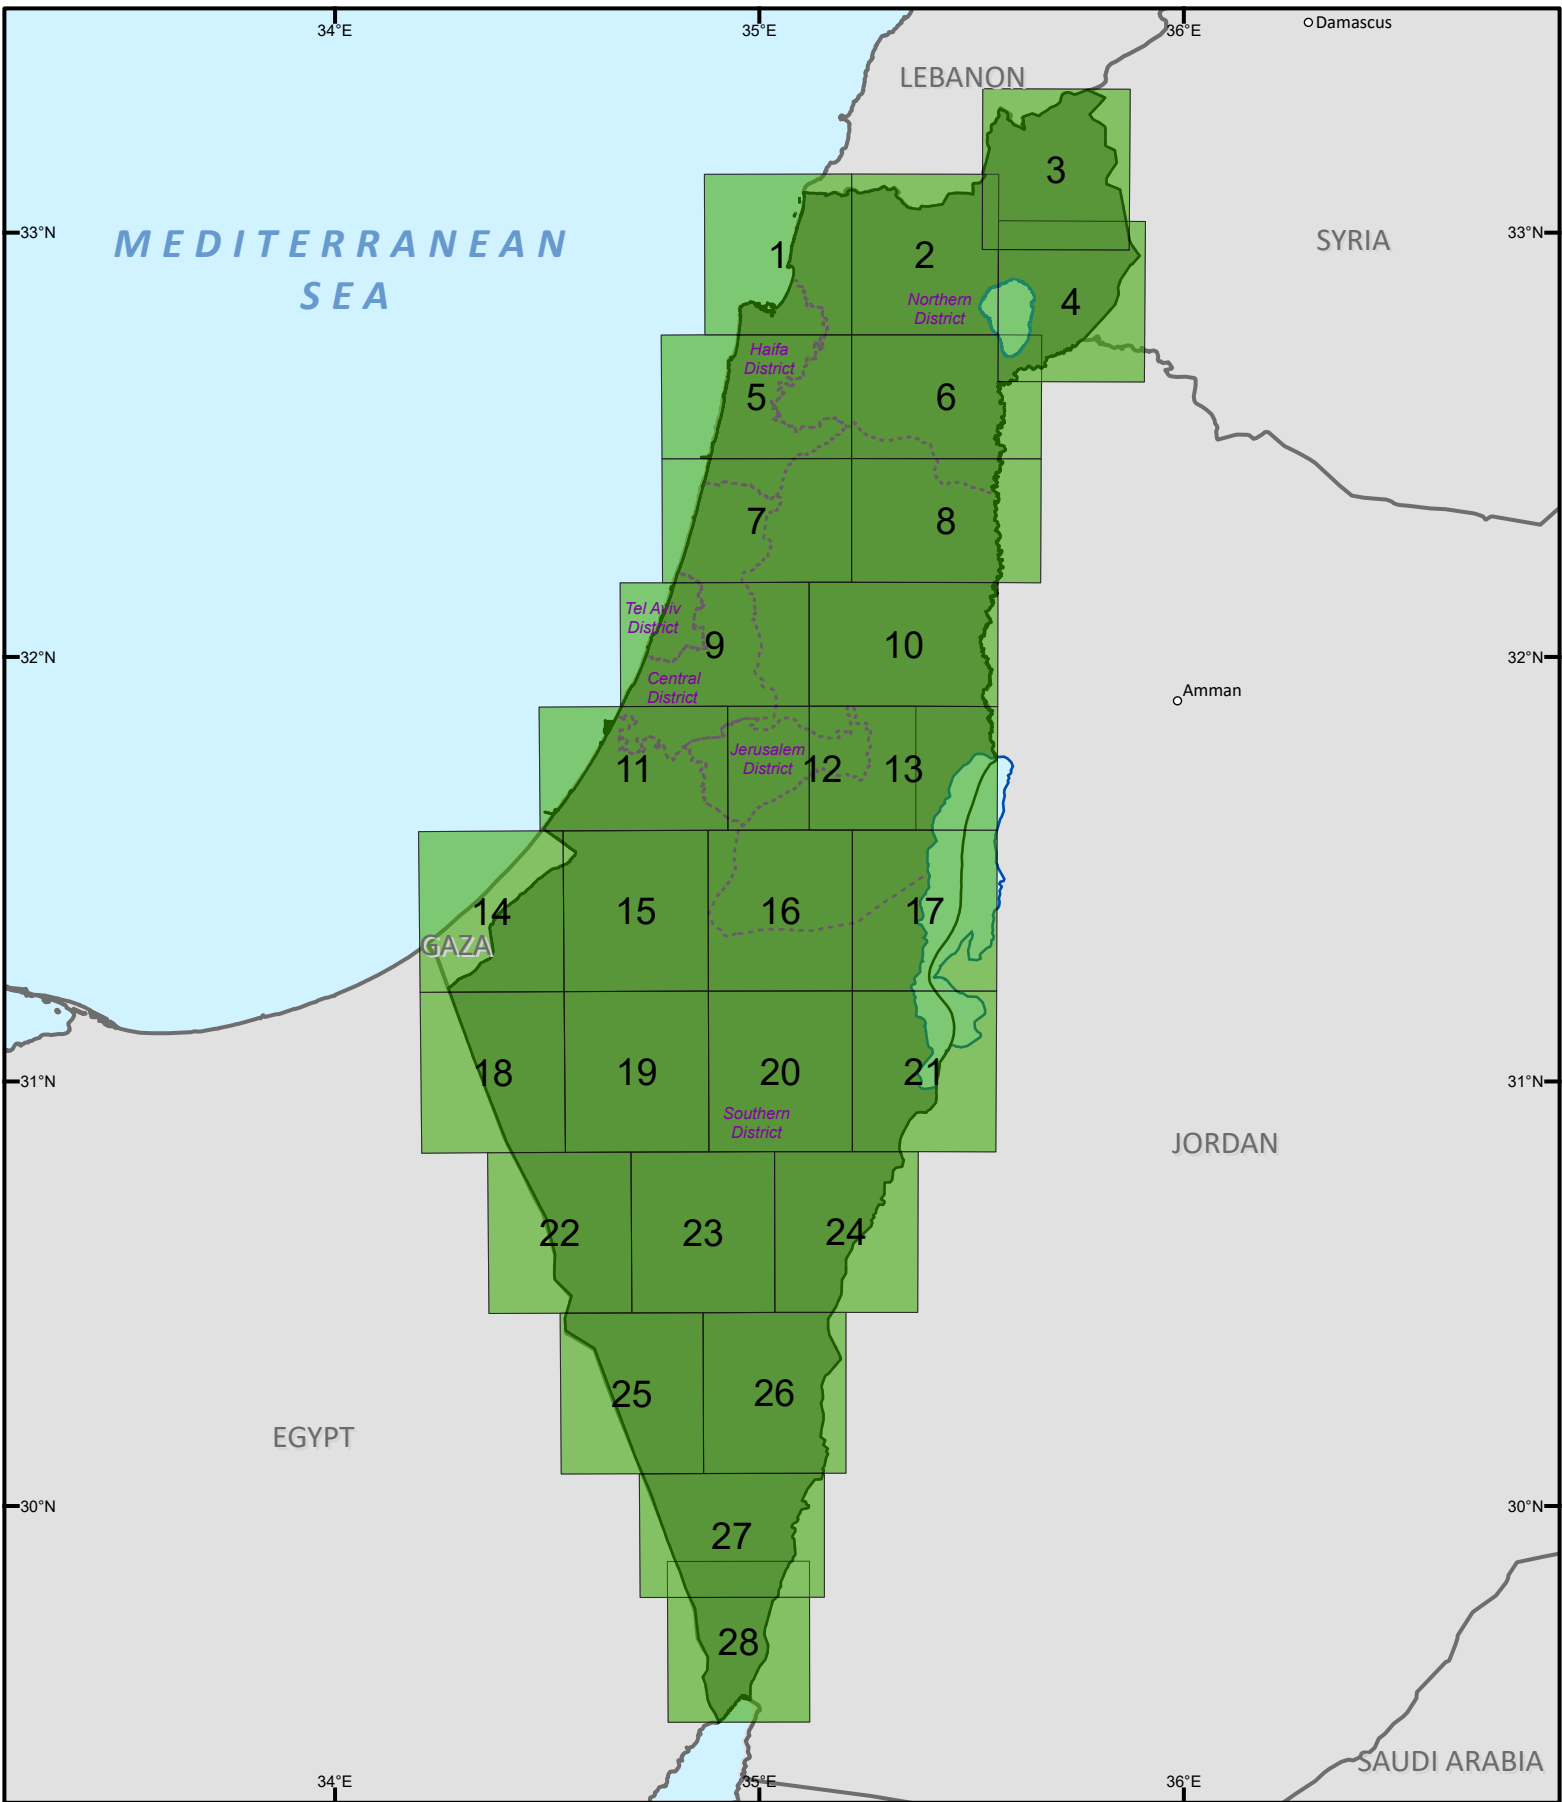 34°E
35°E
36°E
Damascus
LEBANON
3
33°N
MEDITERRANEAN
SEA
1
2
SYRIA
33°N
Northern
District
4
Haifa
District
5
6
7
8
Tel Aviv
District
9
10
32°N
32°N
Central
District
Amman
Jerusalem
District
11
12
13
14
15
16
17
GAZA
18
19
20
21
31°N
31°N
Southern
District
JORDAN
22
23
24
25
26
EGYPT
30°N
30°N
27
28
SAUDI ARABIA
34°E
35°E
36°E